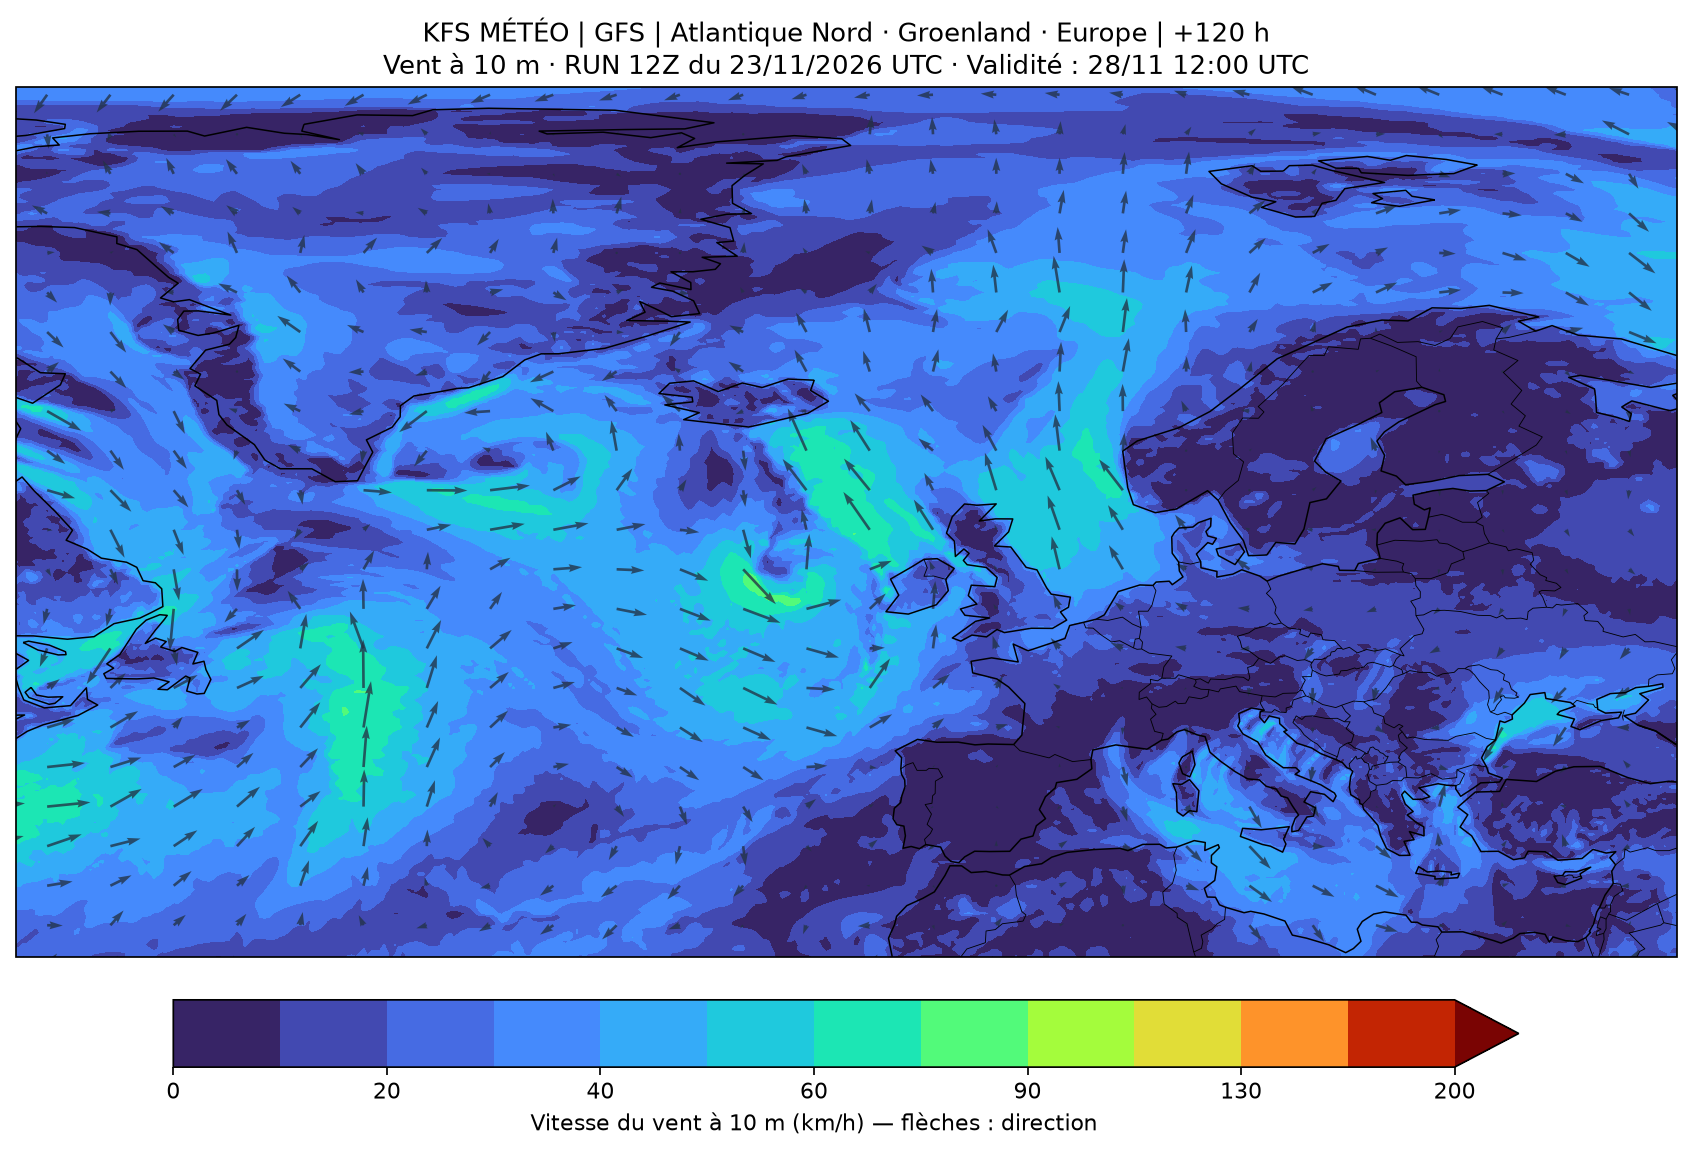 KFS MÉTÉO | GFS | Atlantique Nord · Groenland · Europe | +120 h
Vent à 10 m · RUN 12Z du 23/11/2026 UTC · Validité : 28/11 12:00 UTC
0 20 40 60 90 130 200
Vitesse du vent à 10 m (km/h) — flèches : direction